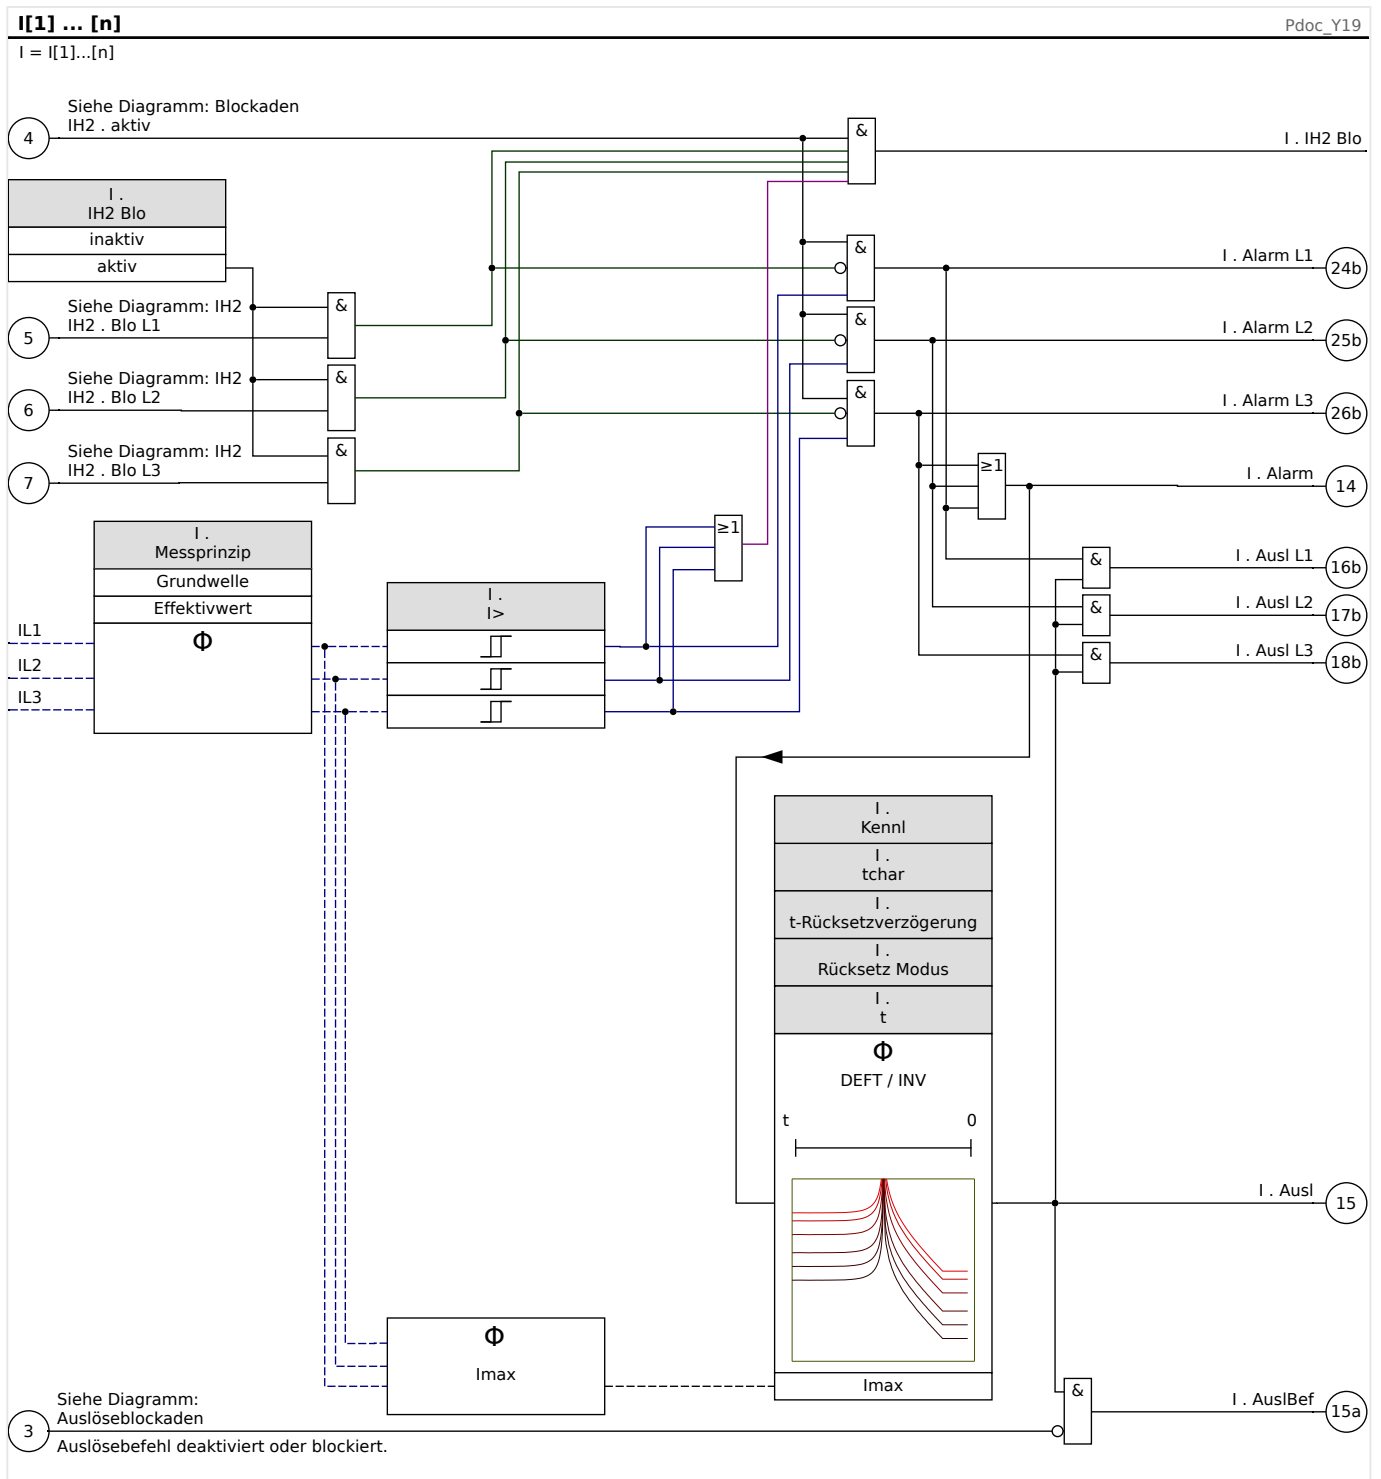 I[1] ... [n]
Pdoc_Y19
I = I[1]...[n]
Siehe Diagramm: Blockaden
IH2 . aktiv
4
&
I . IH2 Blo
I .
IH2 Blo
inaktiv
aktiv
&
I . Alarm L1
24b
Siehe Diagramm: IH2
IH2 . Blo L1
5
&
&
I . Alarm L2
25b
Siehe Diagramm: IH2
IH2 . Blo L2
6
&
&
I . Alarm L3
26b
Siehe Diagramm: IH2
IH2 . Blo L3
7
&
≥1
I . Alarm
14
I .
Messprinzip
Grundwelle
Effektivwert
Φ
≥1
&
I . Ausl L1
16b
I .
I>
&
I . Ausl L2
17b
IL1
IL2
IL3
&
I . Ausl L3
18b
I .
Kennl
I .
tchar
I .
t-Rücksetzverzögerung
I .
Rücksetz Modus
I .
t
Φ
DEFT / INV
t
0
I . Ausl
15
Φ
Imax
Imax
Siehe Diagramm:
Auslöseblockaden
3
Auslösebefehl deaktiviert oder blockiert.
&
I . AuslBef
15a